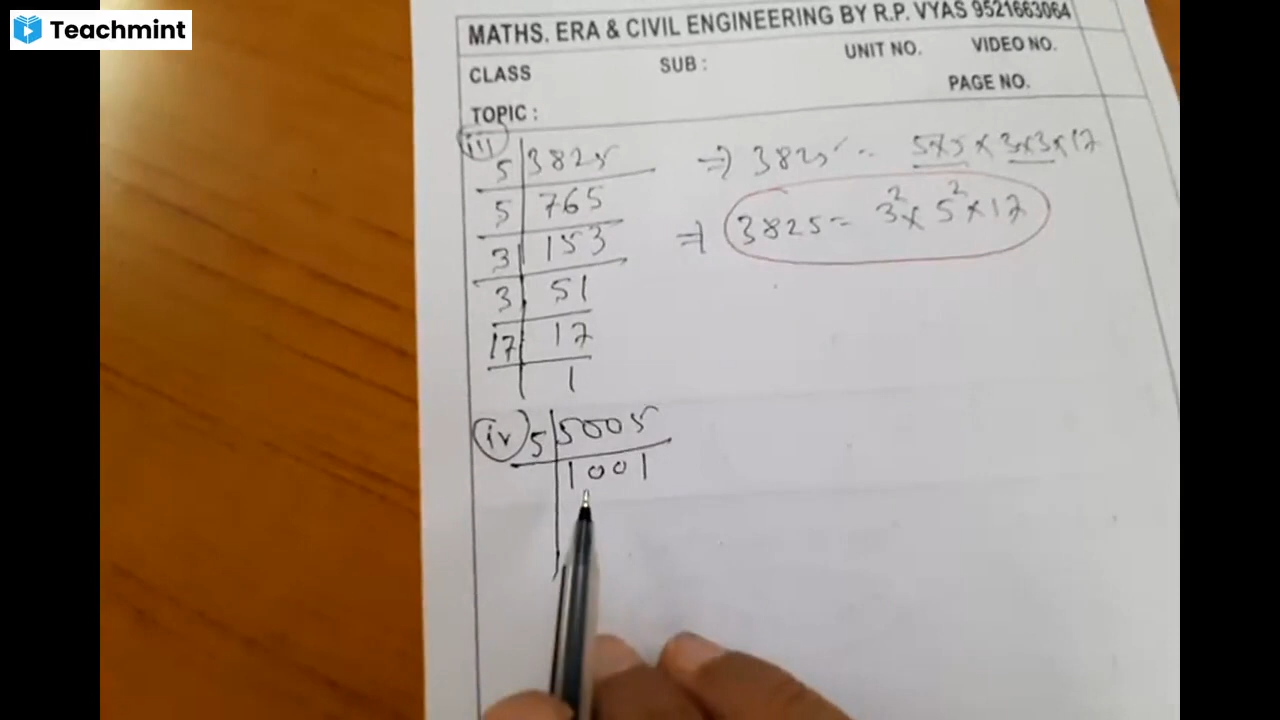 Teachmint
MATHS. ERA & CIVIL ENGINEERING BY R.P. VYAS 9521663064
CLASS SUB : UNIT NO. VIDEO NO.
PAGE NO.
TOPIC :
iii
5 3825 ⇒ 3825 = 5×5 × 3×3×17
5 765 ⇒ 3825 = 3² × 5² × 17
3 153
3 51
17 17
1
iv 5 5005
1001